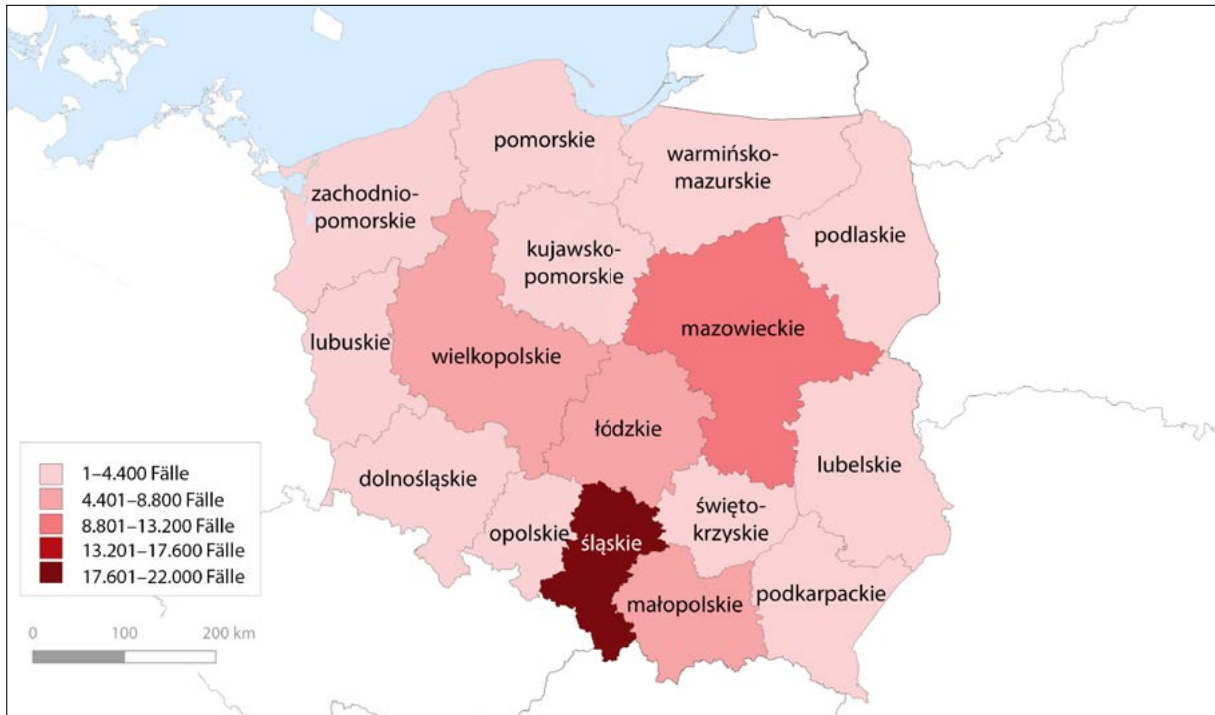 pomorskie
warmińsko-
mazurskie
zachodnio-
pomorskie
podlaskie
kujawsko-
pomorskie
mazowieckie
lubuskie
wielkopolskie
łódzkie
lubelskie
dolnośląskie
święto-
krzyskie
opolskie
śląskie
podkarpackie
małopolskie
1–4.400 Fälle
4.401–8.800 Fälle
8.801–13.200 Fälle
13.201–17.600 Fälle
17.601–22.000 Fälle
0 100 200 km